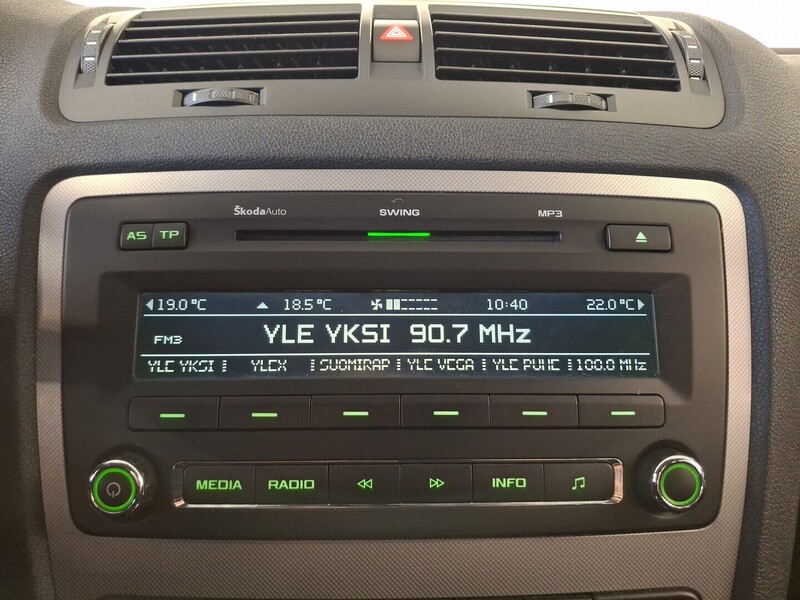 ŠkodaAuto SWING MP3
AS TP
19.0°C 18.5°C 10:40 22.0°C
FM3 YLE YKSI 90.7 MHz
YLE YKSI YLEX SUOMIRAP YLE VEGA YLE PUHE 100.0 MHz
MEDIA RADIO INFO